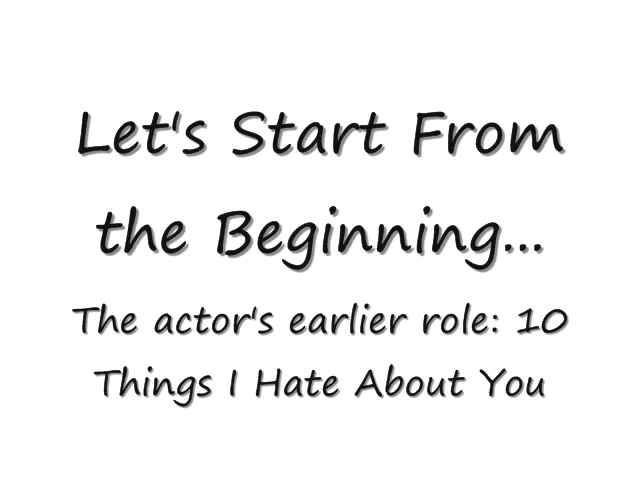 Let's Start From
the Beginning...
The actor's earlier role: 10
Things I Hate About You